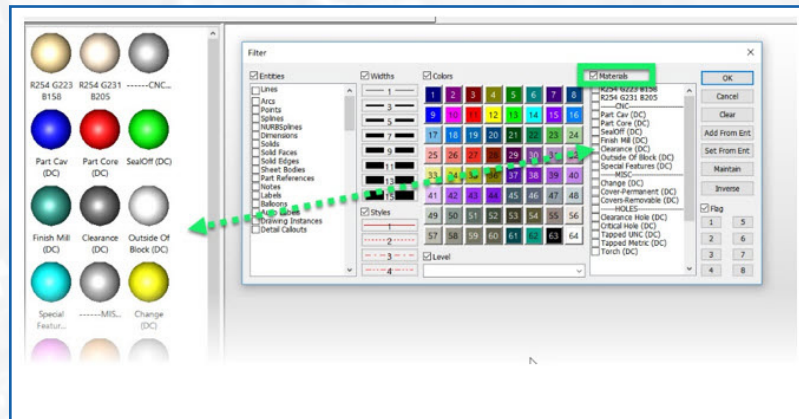 R254 G223
B158
R254 G231
B205
------CNC...
Part Cav
(DC)
Part Core
(DC)
SealOff (DC)
Finish Mill
(DC)
Clearance
(DC)
Outside Of
Block (DC)
Special
Featur...
------MIS...
Change
(DC)
Filter
Entities
Lines
Arcs
Points
Splines
NURBSplines
Dimensions
Solids
Solid Faces
Solid Edges
Sheet Bodies
Part References
Notes
Labels
Balloons
Auto Labels
Drawing Instances
Detail Callouts
Widths
1
3
5
7
9
11
13
15
Styles
1
2
3
4
Colors
1 2 3 4 5 6 7 8
9 10 11 12 13 14 15 16
17 18 19 20 21 22 23 24
25 26 27 28 29 30 31
33 34 37 38 39 40
41 42 43 44 45 46 47 48
49 50 51 52 53 54 55 56
57 58 59 60 61 62 63 64
Level
Materials
R254 G223 B158
R254 G231 B205
------CNC
Part Cav (DC)
Part Core (DC)
SealOff (DC)
Finish Mill (DC)
Clearance (DC)
Outside Of Block (DC)
Special Features (DC)
------MISC------
Change (DC)
Cover-Permanent (DC)
Covers-Removable (DC)
------HOLES------
Clearance Hole (DC)
Critical Hole (DC)
Tapped UNC (DC)
Tapped Metric (DC)
Torch (DC)
OK
Cancel
Clear
Add From Ent
Set From Ent
Maintain
Inverse
Flag
1 5
2 6
3 7
4 8